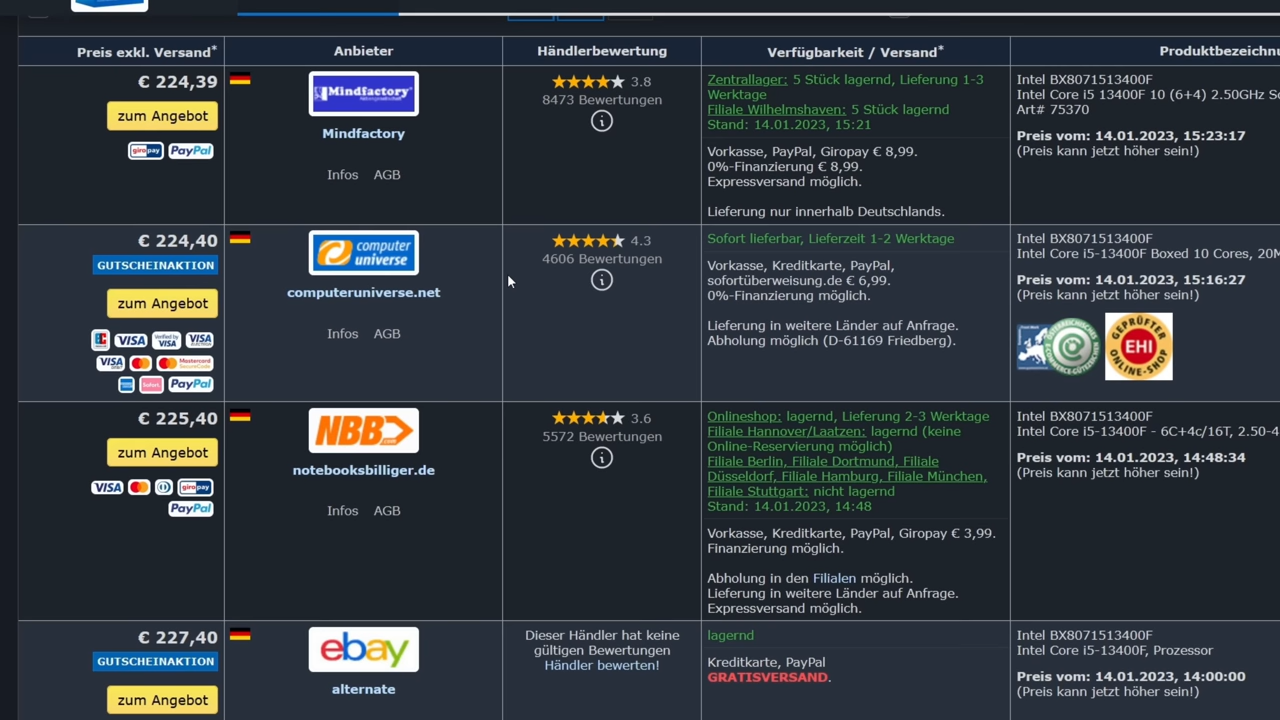 Preis exkl. Versand*
Anbieter
Händlerbewertung
Verfügbarkeit / Versand*
€ 224,39
zum Angebot
giropay PayPal
Mindfactory
Mindfactory
Infos AGB
3.8
8473 Bewertungen
Zentrallager: 5 Stück lagernd, Lieferung 1-3
Werktage
Filiale Wilhelmshaven: 5 Stück lagernd
Stand: 14.01.2023, 15:21
Vorkasse, PayPal, Giropay € 8,99.
0%-Finanzierung € 8,99.
Expressversand möglich.
Lieferung nur innerhalb Deutschlands.
Intel BX8071513400F
Intel Core i5 13400F 10 (6+4) 2.50GHz
Art# 75370
Preis vom: 14.01.2023, 15:23:17
(Preis kann jetzt höher sein!)
€ 224,40
GUTSCHEINAKTION
zum Angebot
VISA Verified by VISA VISA
VISA Mastercard SecureCode
Sofort. PayPal
computer
universe
computeruniverse.net
Infos AGB
4.3
4606 Bewertungen
Sofort lieferbar, Lieferzeit 1-2 Werktage
Vorkasse, Kreditkarte, PayPal,
sofortüberweisung.de € 6,99.
0%-Finanzierung möglich.
Lieferung in weitere Länder auf Anfrage.
Abholung möglich (D-61169 Friedberg).
Intel BX8071513400F
Intel Core i5-13400F Boxed 10 Cores,
Preis vom: 14.01.2023, 15:16:27
(Preis kann jetzt höher sein!)
GEPRÜFTER
EHI
ONLINE-SHOP
€ 225,40
zum Angebot
VISA giropay
PayPal
NBB.com
notebooksbilliger.de
Infos AGB
3.6
5572 Bewertungen
Onlineshop: lagernd, Lieferung 2-3 Werktage
Filiale Hannover/Laatzen: lagernd (keine
Online-Reservierung möglich)
Filiale Berlin, Filiale Dortmund, Filiale
Düsseldorf, Filiale Hamburg, Filiale München,
Filiale Stuttgart: nicht lagernd
Stand: 14.01.2023, 14:48
Vorkasse, Kreditkarte, PayPal, Giropay € 3,99.
Finanzierung möglich.
Abholung in den Filialen möglich.
Lieferung in weitere Länder auf Anfrage.
Expressversand möglich.
Intel BX8071513400F
Intel Core i5-13400F - 6C+4c/16T,
Preis vom: 14.01.2023, 14:48:34
(Preis kann jetzt höher sein!)
€ 227,40
GUTSCHEINAKTION
zum Angebot
ebay
alternate
Dieser Händler hat keine
gültigen Bewertungen
Händler bewerten!
lagernd
Kreditkarte, PayPal
GRATISVERSAND.
Intel BX8071513400F
Intel Core i5-13400F, Prozessor
Preis vom: 14.01.2023, 14:00:00
(Preis kann jetzt höher sein!)